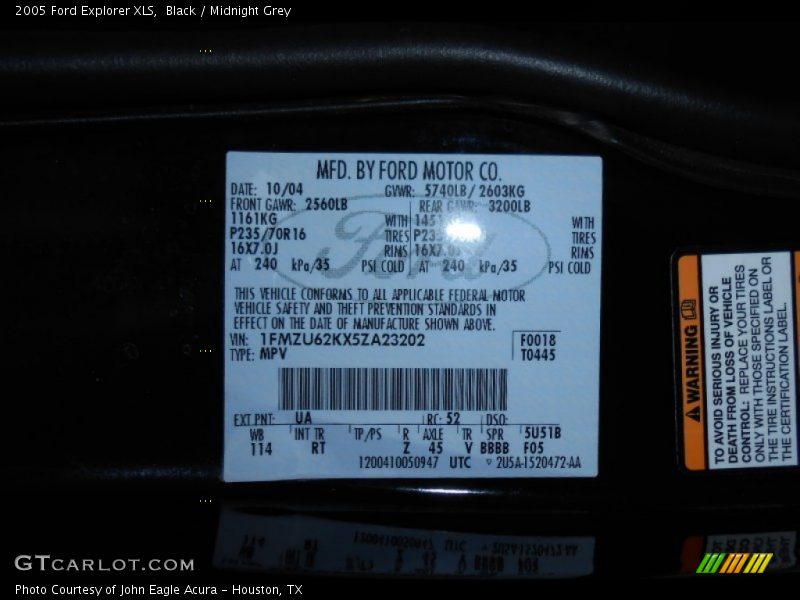 2005 Ford Explorer XLS,  Black / Midnight Grey
MFD. BY FORD MOTOR CO.
DATE: 10/04 GVWR: 5740LB/ 2603KG
FRONT GAWR: 2560LB REAR GAWR: 3200LB
1161KG WITH WITH
P235/70R16 TIRES TIRES
16X7.0J RIMS 16X7.0J RIMS
AT 240 kPa/35 PSI COLD AT 240 kPa/35 PSI COLD
THIS VEHICLE CONFORMS TO ALL APPLICABLE FEDERAL MOTOR
VEHICLE SAFETY AND THEFT PREVENTION STANDARDS IN
EFFECT ON THE DATE OF MANUFACTURE SHOWN ABOVE.
VIN: 1FMZU62KX5ZA23202 F0018
TYPE: MPV T0445
EXT PNT: UA RC: 52 DSO:
WB INT TR TP/PS R AXLE TR SPR 5U51B
114 RT Z 45 V BBBB F05
1200410050947 UTC 2U5A-1520472-AA
WARNING
TO AVOID SERIOUS INJURY OR
DEATH FROM LOSS OF VEHICLE
CONTROL: REPLACE YOUR TIRES
ONLY WITH THOSE SPECIFIED ON
THE TIRE INSTRUCTIONS LABEL OR
THE CERTIFICATION LABEL.
GTCARLOT.COM
Photo Courtesy of John Eagle Acura - Houston, TX